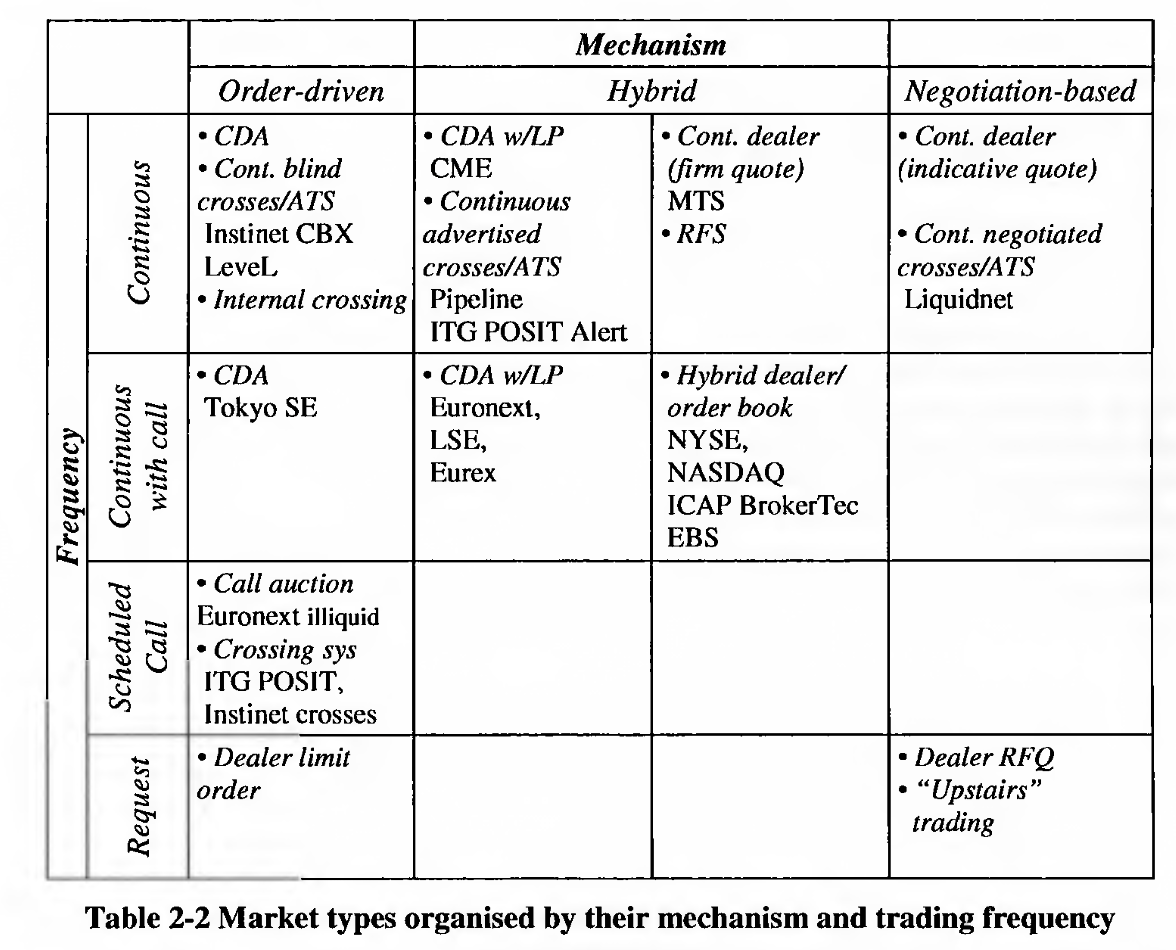 Mechanism
Order-driven
Hybrid
Negotiation-based
Frequency
Continuous
• CDA
• Cont. blind
crosses/ATS
Instinet CBX
LeveL
• Internal crossing
• CDA w/LP
CME
• Continuous
advertised
crosses/ATS
Pipeline
ITG POSIT Alert
• Cont. dealer
(firm quote)
MTS
• RFS
• Cont. dealer
(indicative quote)
• Cont. negotiated
crosses/ATS
Liquidnet
Continuous
with call
• CDA
Tokyo SE
• CDA w/LP
Euronext,
LSE,
Eurex
• Hybrid dealer/
order book
NYSE,
NASDAQ
ICAP BrokerTec
EBS
Scheduled
Call
• Call auction
Euronext illiquid
• Crossing sys
ITG POSIT,
Instinet crosses
Request
• Dealer limit
order
• Dealer RFQ
• “Upstairs”
trading
Table 2-2 Market types organised by their mechanism and trading frequency